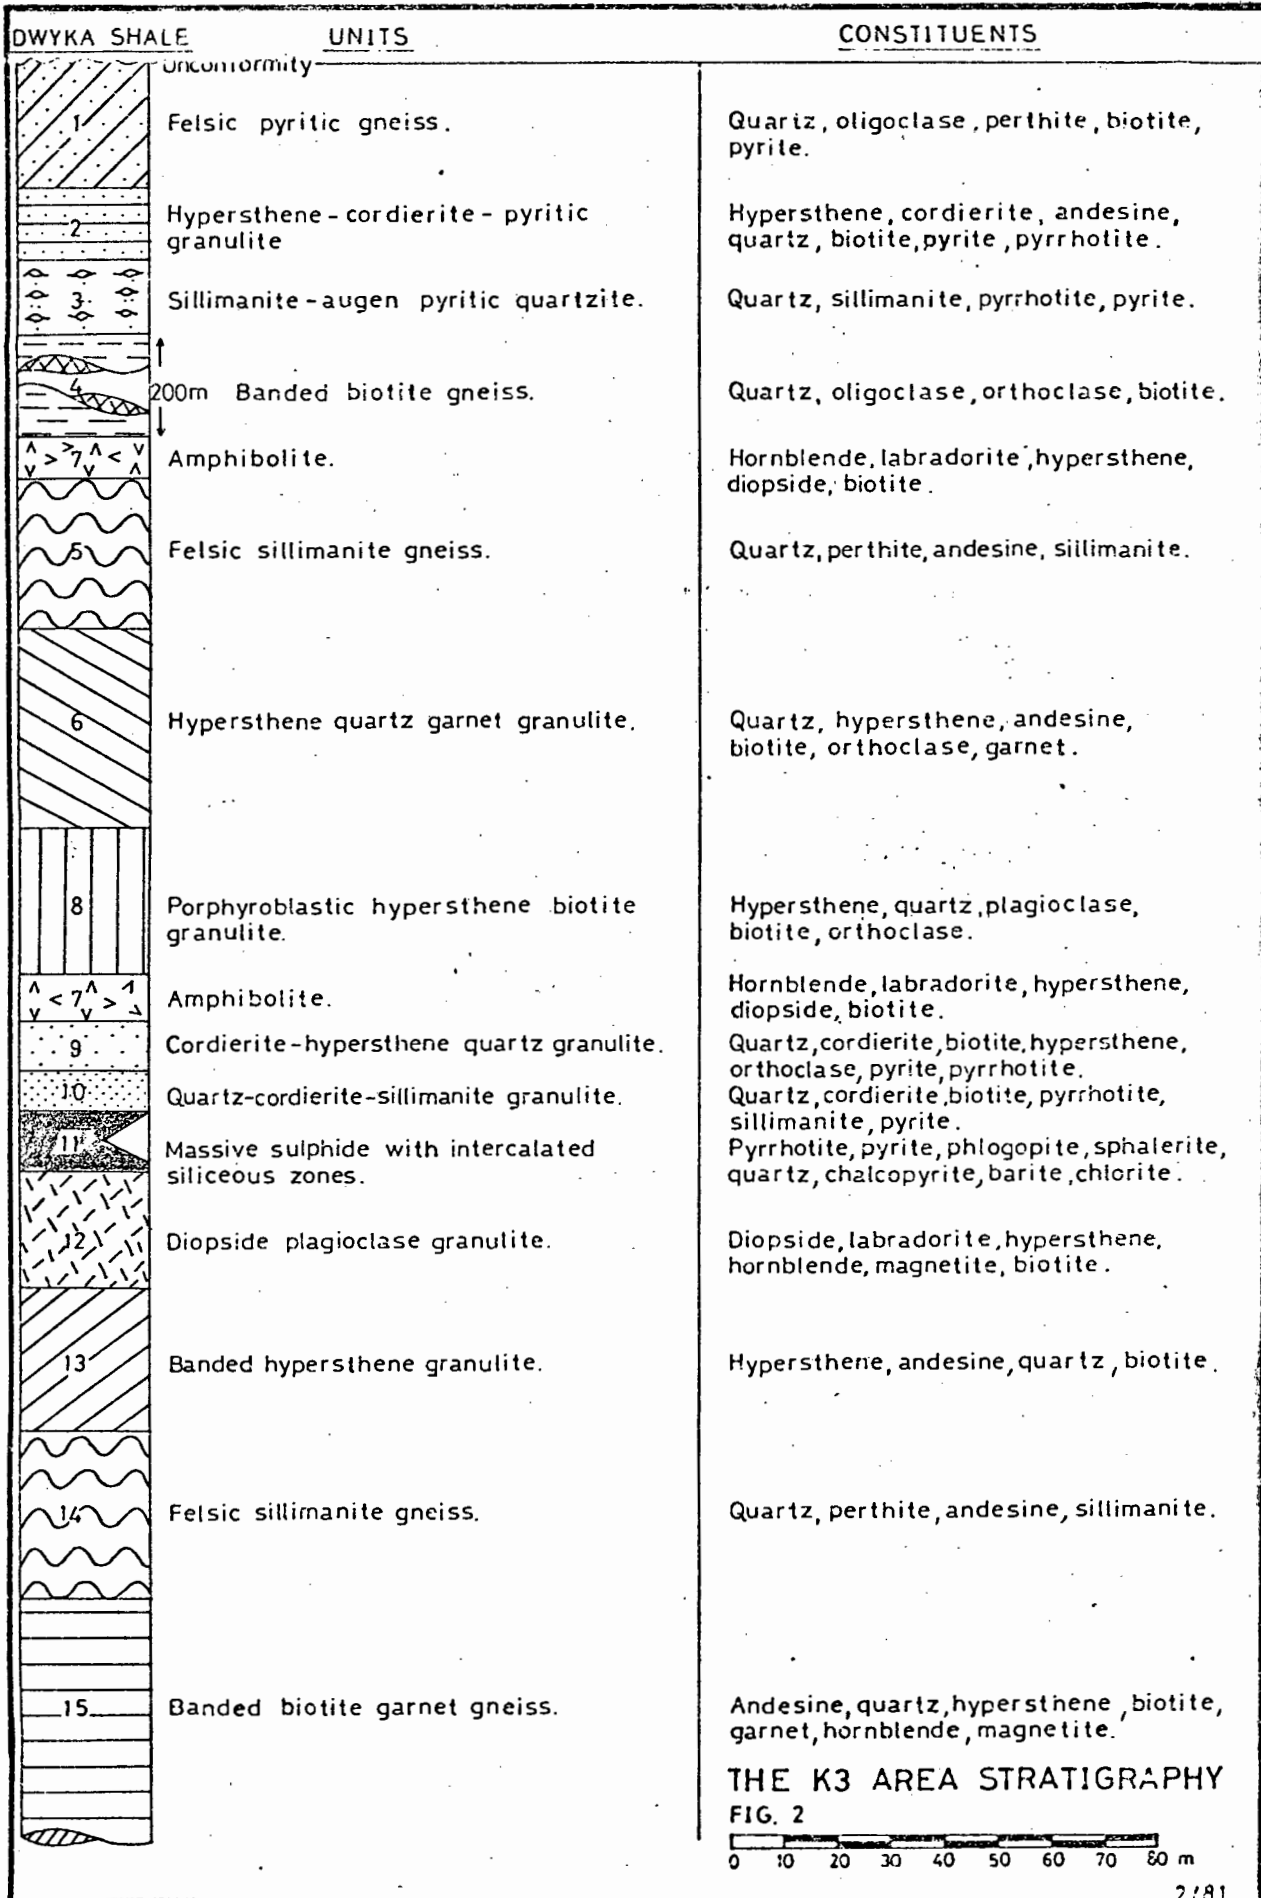 DWYKA SHALE UNITS CONSTITUENTS
Unconformity
1 Felsic pyritic gneiss. Quartz, oligoclase, perthite, biotite,
pyrite.
2 Hypersthene-cordierite-pyritic Hypersthene, cordierite, andesine,
granulite quartz, biotite, pyrite, pyrrhotite.
3 Sillimanite-augen pyritic quartzite. Quartz, sillimanite, pyrrhotite, pyrite.
4 200m Banded biotite gneiss. Quartz, oligoclase, orthoclase, biotite.
7 Amphibolite. Hornblende, labradorite, hypersthene,
diopside, biotite.
5 Felsic sillimanite gneiss. Quartz, perthite, andesine, sillimanite.
6 Hypersthene quartz garnet granulite. Quartz, hypersthene, andesine,
biotite, orthoclase, garnet.
8 Porphyroblastic hypersthene biotite Hypersthene, quartz, plagioclase,
granulite. biotite, orthoclase.
7 Amphibolite. Hornblende, labradorite, hypersthene,
diopside, biotite.
9 Cordierite-hypersthene quartz granulite. Quartz, cordierite, biotite, hypersthene,
orthoclase, pyrite, pyrrhotite.
10 Quartz-cordierite-sillimanite granulite. Quartz, cordierite, biotite, pyrrhotite,
sillimanite, pyrite.
11 Massive sulphide with intercalated Pyrrhotite, pyrite, phlogopite, sphalerite,
siliceous zones. quartz, chalcopyrite, barite, chlorite.
12 Diopside plagioclase granulite. Diopside, labradorite, hypersthene,
hornblende, magnetite, biotite.
13 Banded hypersthene granulite. Hypersthene, andesine, quartz, biotite.
14 Felsic sillimanite gneiss. Quartz, perthite, andesine, sillimanite.
15 Banded biotite garnet gneiss. Andesine, quartz, hypersthene, biotite,
garnet, hornblende, magnetite.
THE K3 AREA STRATIGRAPHY
FIG. 2
0 10 20 30 40 50 60 70 80 m
2/81